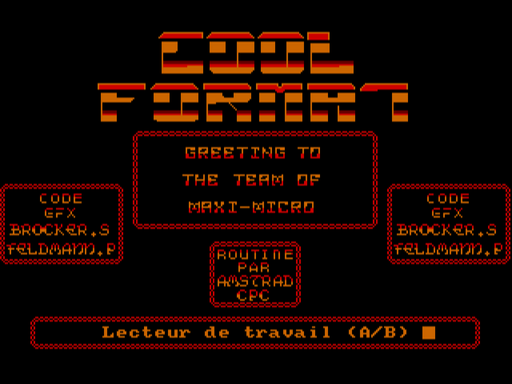 COOL
FORMAT
GREETING TO
THE TEAM OF
MAXI-MICRO
CODE
GFX
BROCKER.S
FELDMANN.P
CODE
GFX
BROCKER.S
FELDMANN.P
ROUTINE
PAR
AMSTRAD
CPC
Lecteur de travail (A/B)